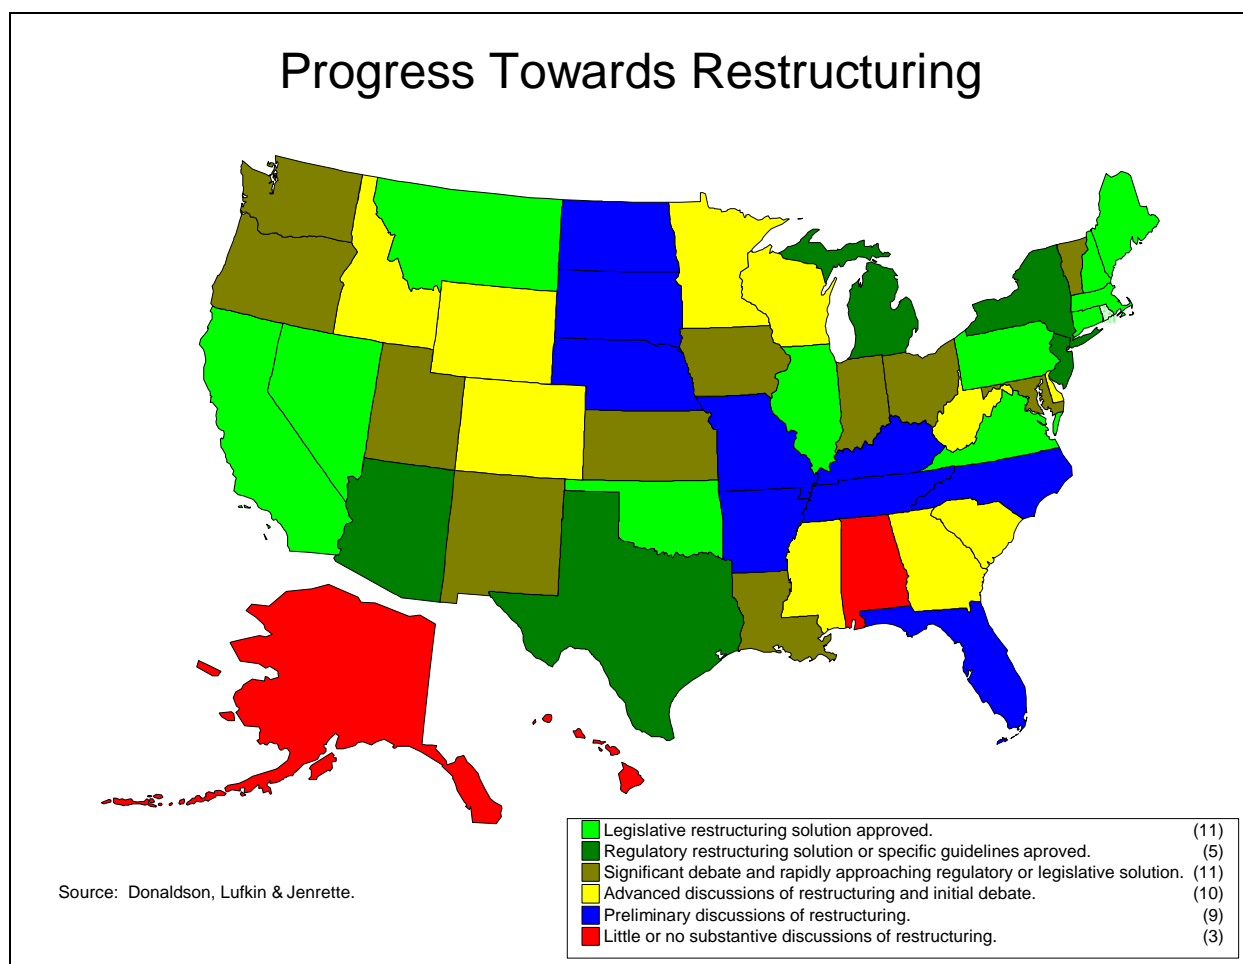 Progress Towards Restructuring
Legislative restructuring solution approved. (11)
Regulatory restructuring solution or specific guidelines aproved. (5)
Significant debate and rapidly approaching regulatory or legislative solution. (11)
Advanced discussions of restructuring and initial debate. (10)
Preliminary discussions of restructuring. (9)
Little or no substantive discussions of restructuring. (3)
Source: Donaldson, Lufkin & Jenrette.